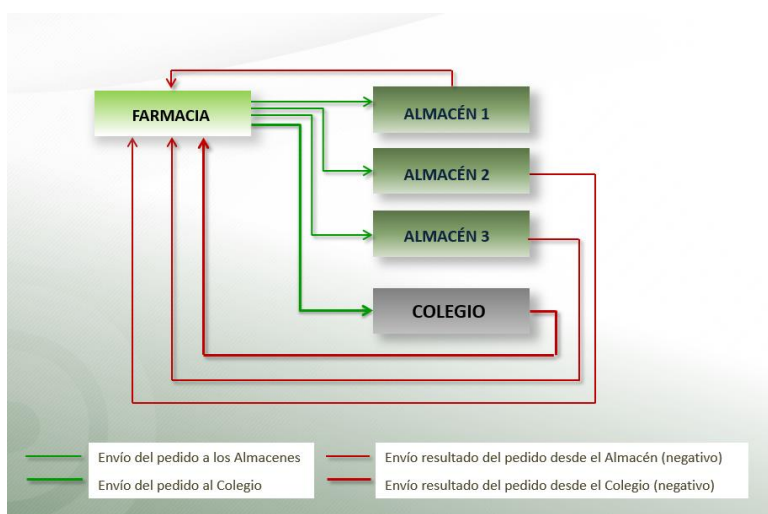 FARMACIA
ALMACÉN 1
ALMACÉN 2
ALMACÉN 3
COLEGIO
Envío del pedido a los Almacenes
Envío del pedido al Colegio
Envío resultado del pedido desde el Almacén (negativo)
Envío resultado del pedido desde el Colegio (negativo)